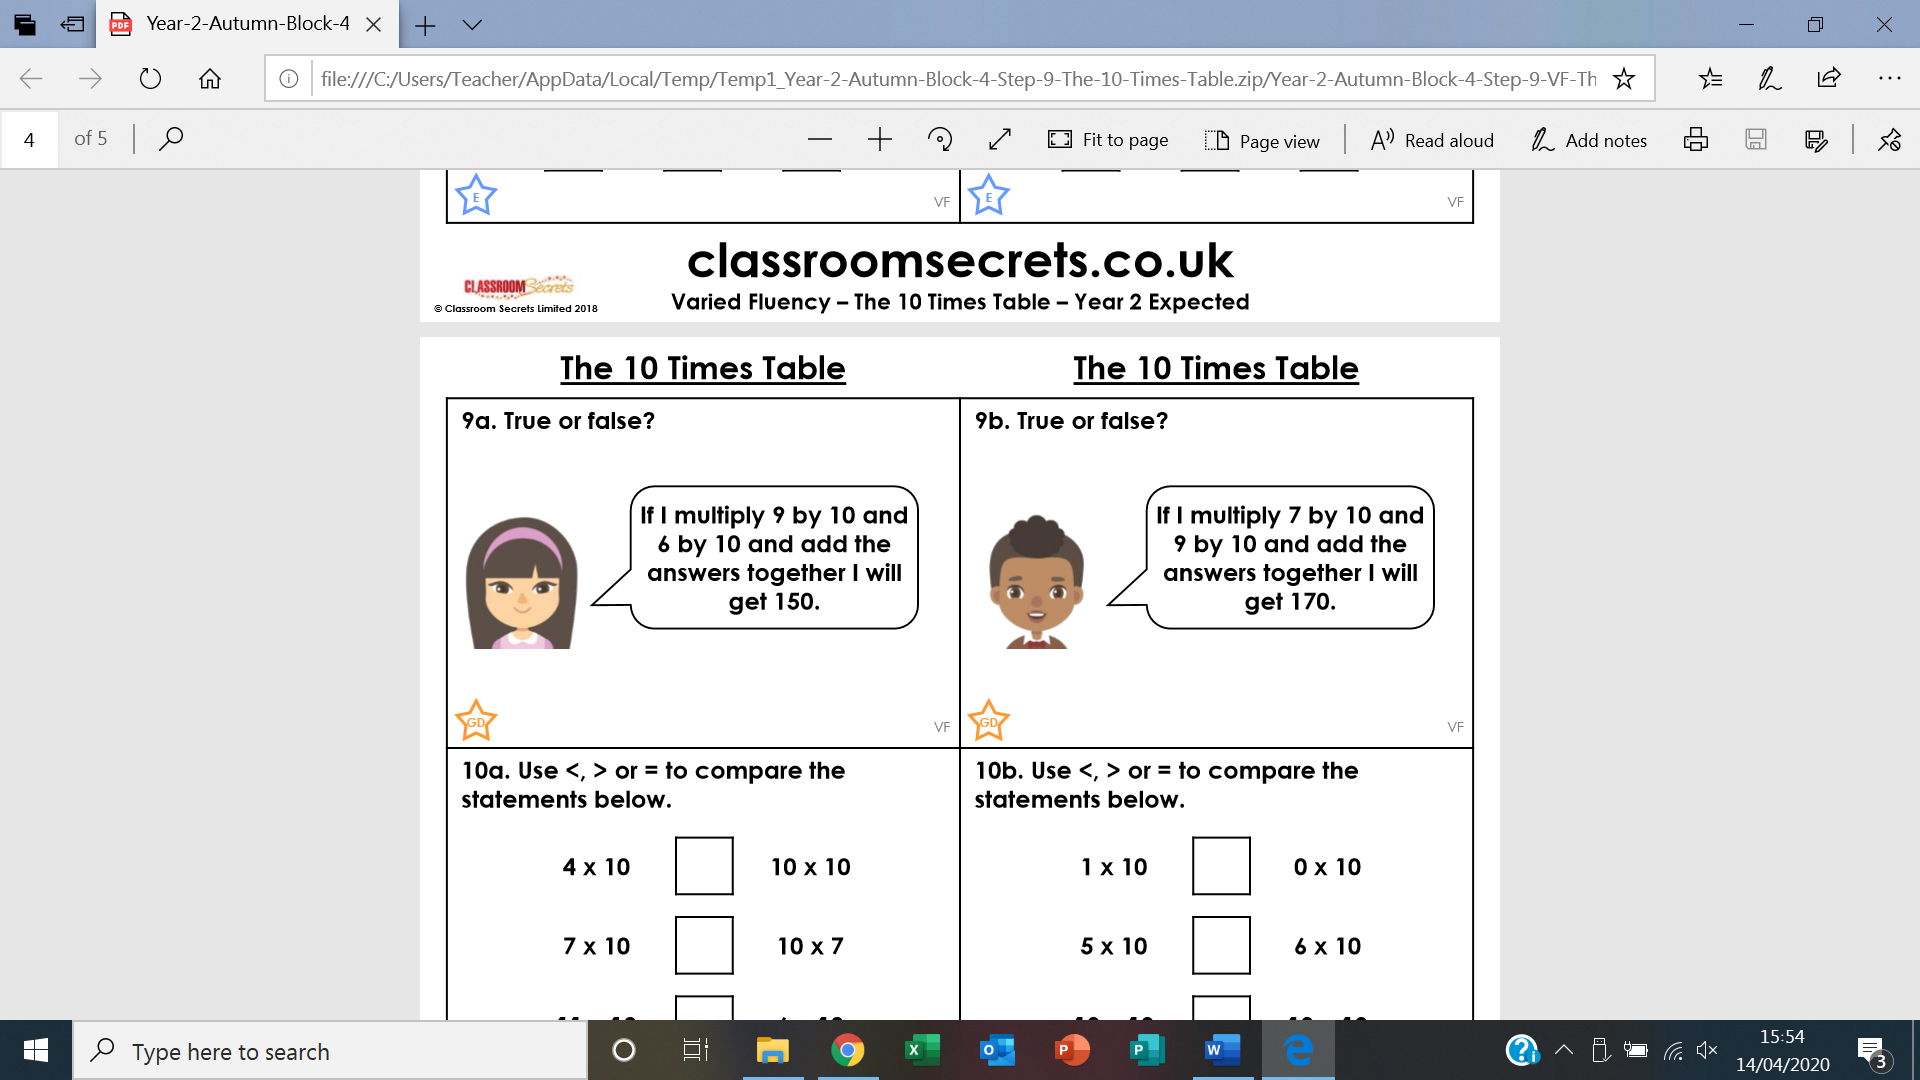 Year-2-Autumn-Block-4
file:///C:/Users/Teacher/AppData/Local/Temp/Temp1_Year-2-Autumn-Block-4-Step-9-The-10-Times-Table.zip/Year-2-Autumn-Block-4-Step-9-VF-Th
4 of 5
Fit to page
Page view
Read aloud
Add notes
E VF E VF
classroomsecrets.co.uk
CLASSROOM Secrets
© Classroom Secrets Limited 2018
Varied Fluency – The 10 Times Table – Year 2 Expected
The 10 Times Table
9a. True or false?
If I multiply 9 by 10 and
6 by 10 and add the
answers together I will
get 150.
GD VF
The 10 Times Table
9b. True or false?
If I multiply 7 by 10 and
9 by 10 and add the
answers together I will
get 170.
GD VF
10a. Use <, > or = to compare the
statements below.
4 x 10 10 x 10
7 x 10 10 x 7
10b. Use <, > or = to compare the
statements below.
1 x 10 0 x 10
5 x 10 6 x 10
Type here to search
15:54
14/04/2020
3